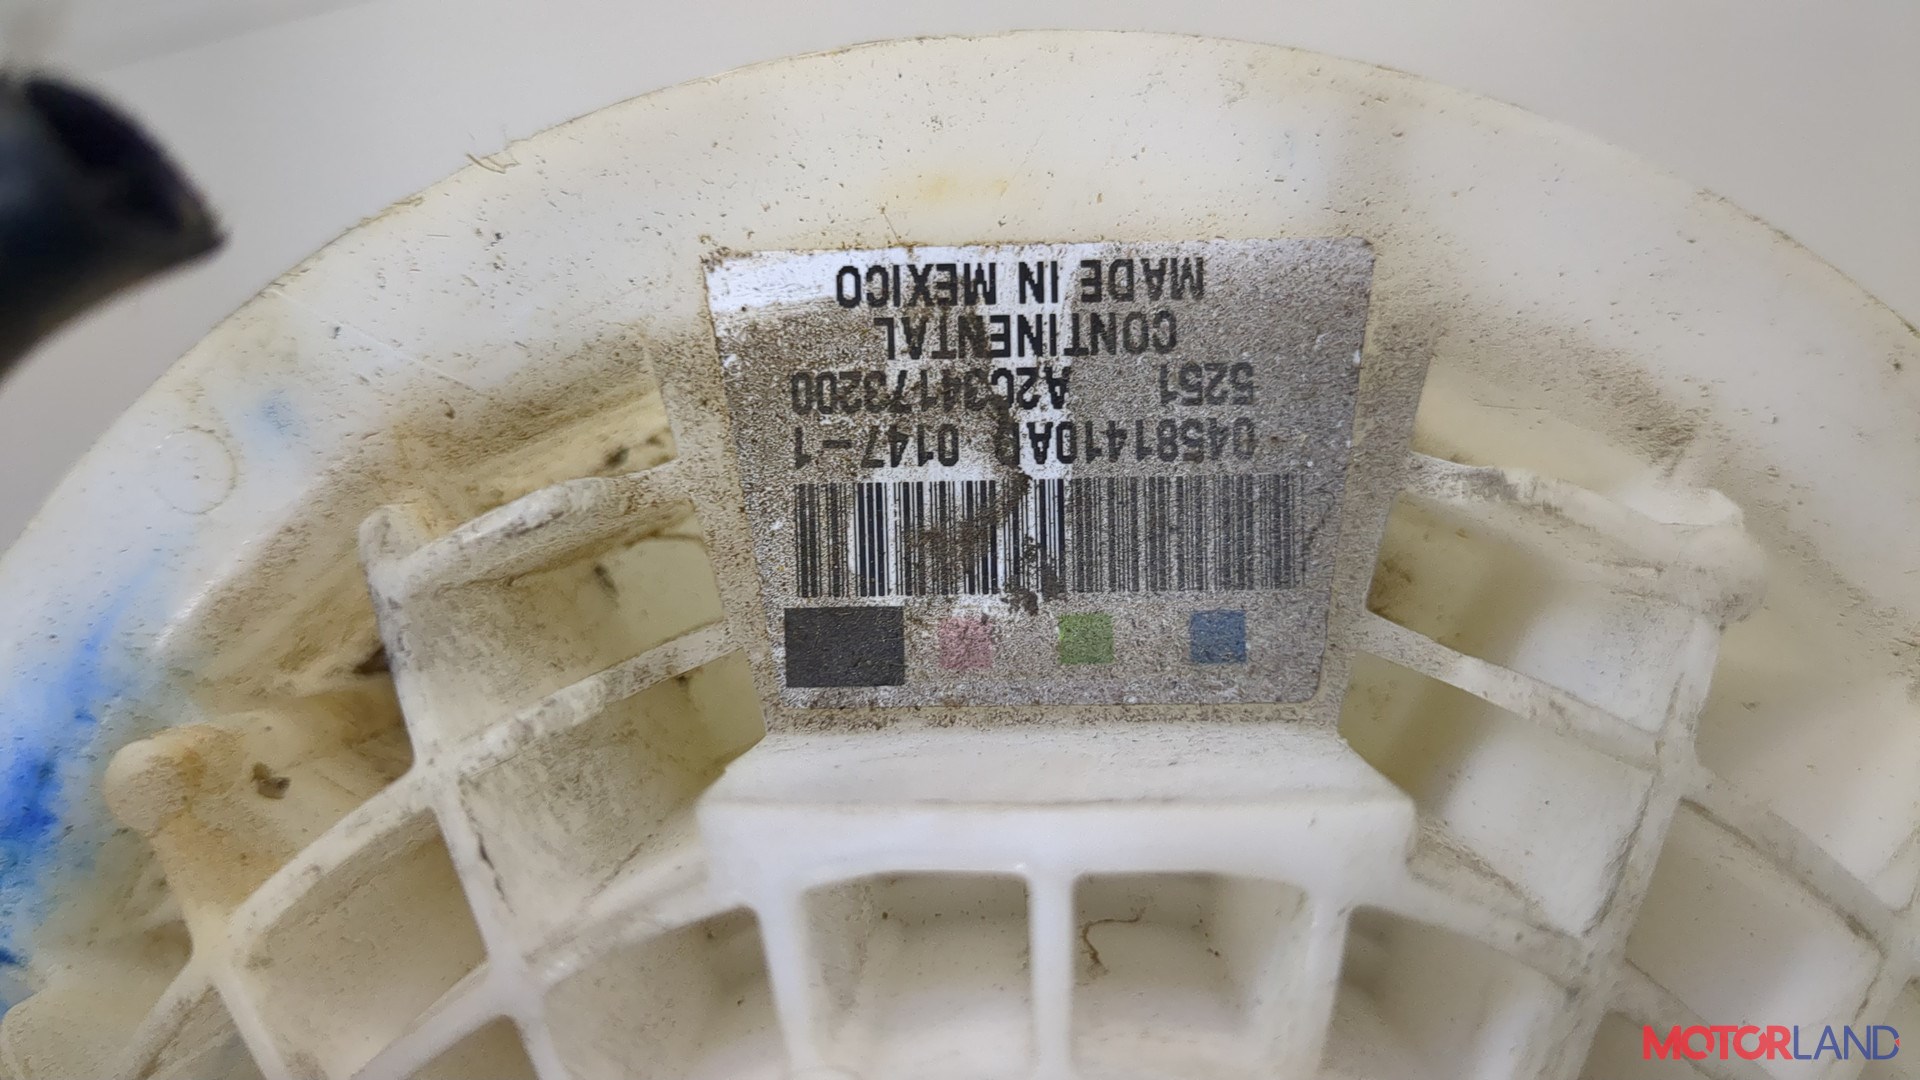 04581410AD 0147-1
5251 A2C34173200
CONTINENTAL
MADE IN MEXICO
MOTORLAND